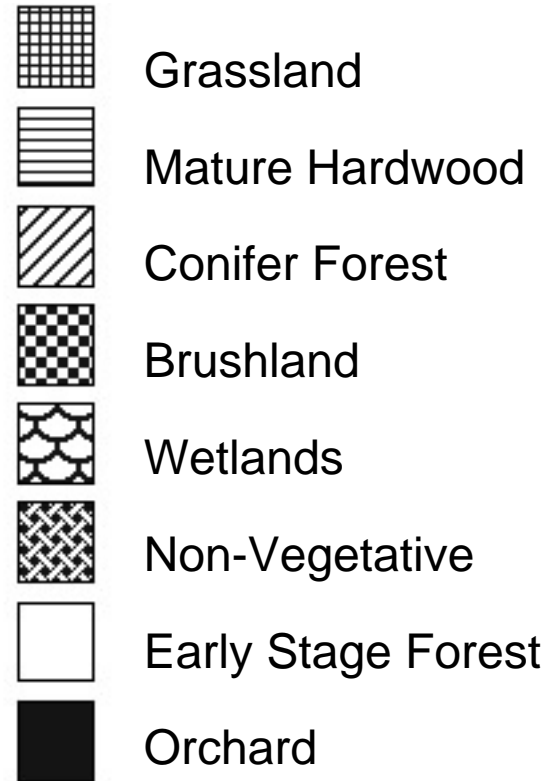 Grassland
Mature Hardwood
Conifer Forest
Brushland
Wetlands
Non-Vegetative
Early Stage Forest
Orchard